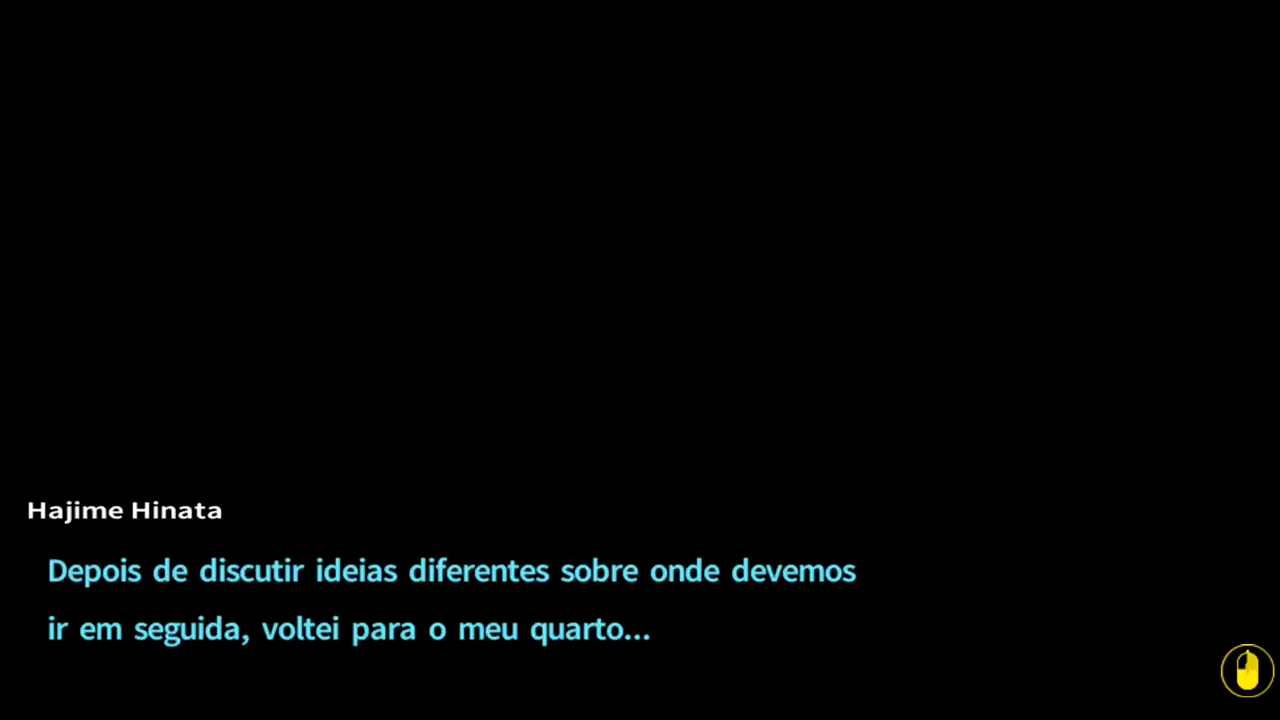 Hajime Hinata
Depois de discutir ideias diferentes sobre onde devemos
ir em seguida, voltei para o meu quarto...